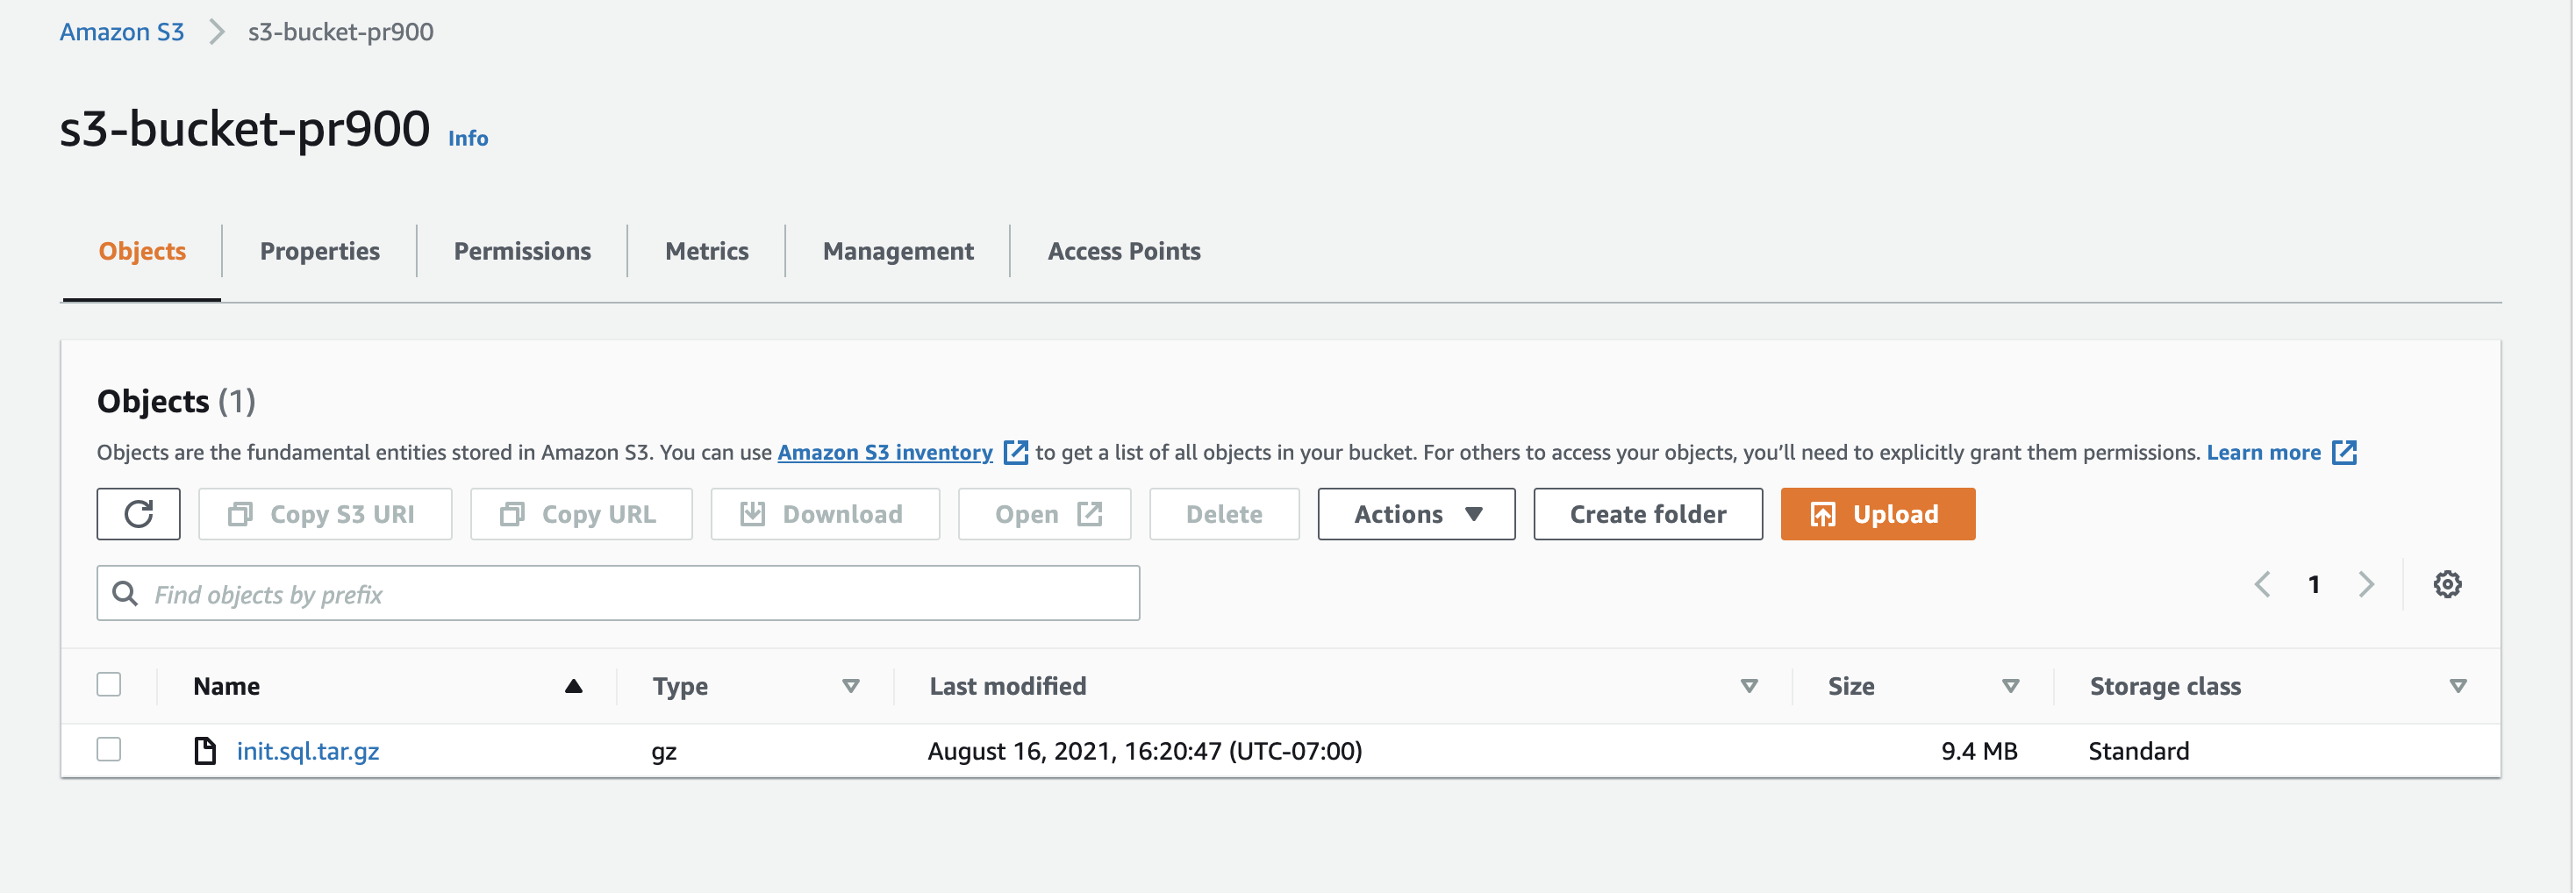 Amazon S3 s3-bucket-pr900
s3-bucket-pr900 Info
Objects Properties Permissions Metrics Management Access Points
Objects (1)
Objects are the fundamental entities stored in Amazon S3. You can use Amazon S3 inventory to get a list of all objects in your bucket. For others to access your objects, you’ll need to explicitly grant them permissions. Learn more
Copy S3 URI Copy URL Download Open Delete Actions Create folder Upload
Find objects by prefix 1
Name Type Last modified Size Storage class
init.sql.tar.gz gz August 16, 2021, 16:20:47 (UTC-07:00) 9.4 MB Standard